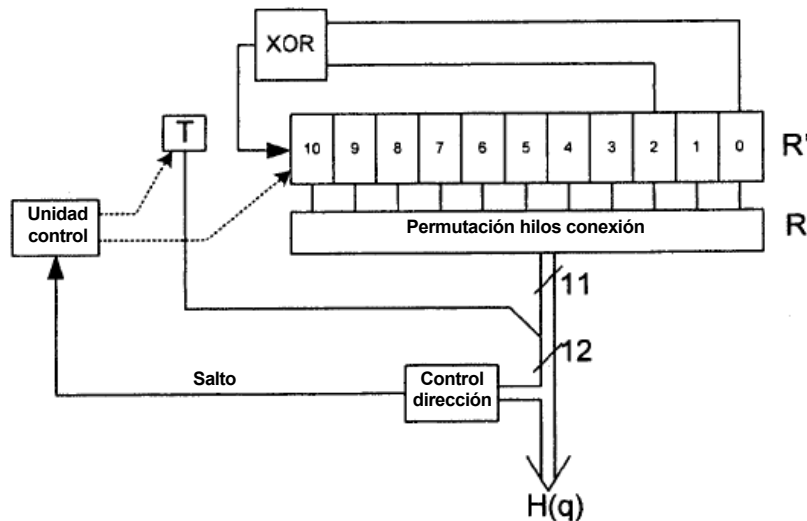 XOR
T
10 9 8 7 6 5 4 3 2 1 0
R'
Unidad
control
Permutación hilos conexión
R
11
12
Salto
Control
dirección
H(q)